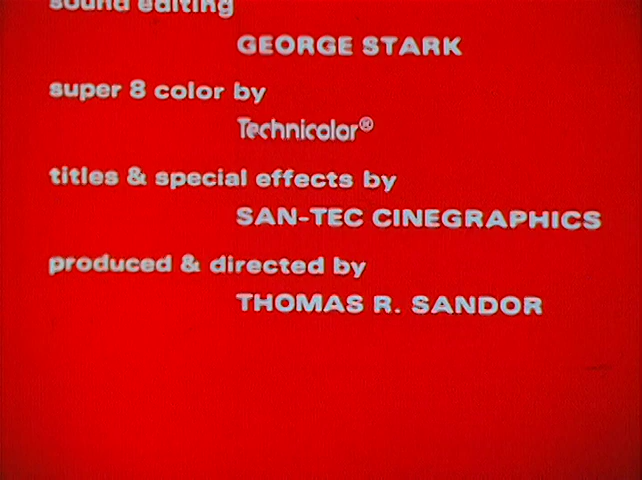 sound editing
GEORGE STARK
super 8 color by
Technicolor®
titles & special effects by
SAN-TEC CINEGRAPHICS
produced & directed by
THOMAS R. SANDOR